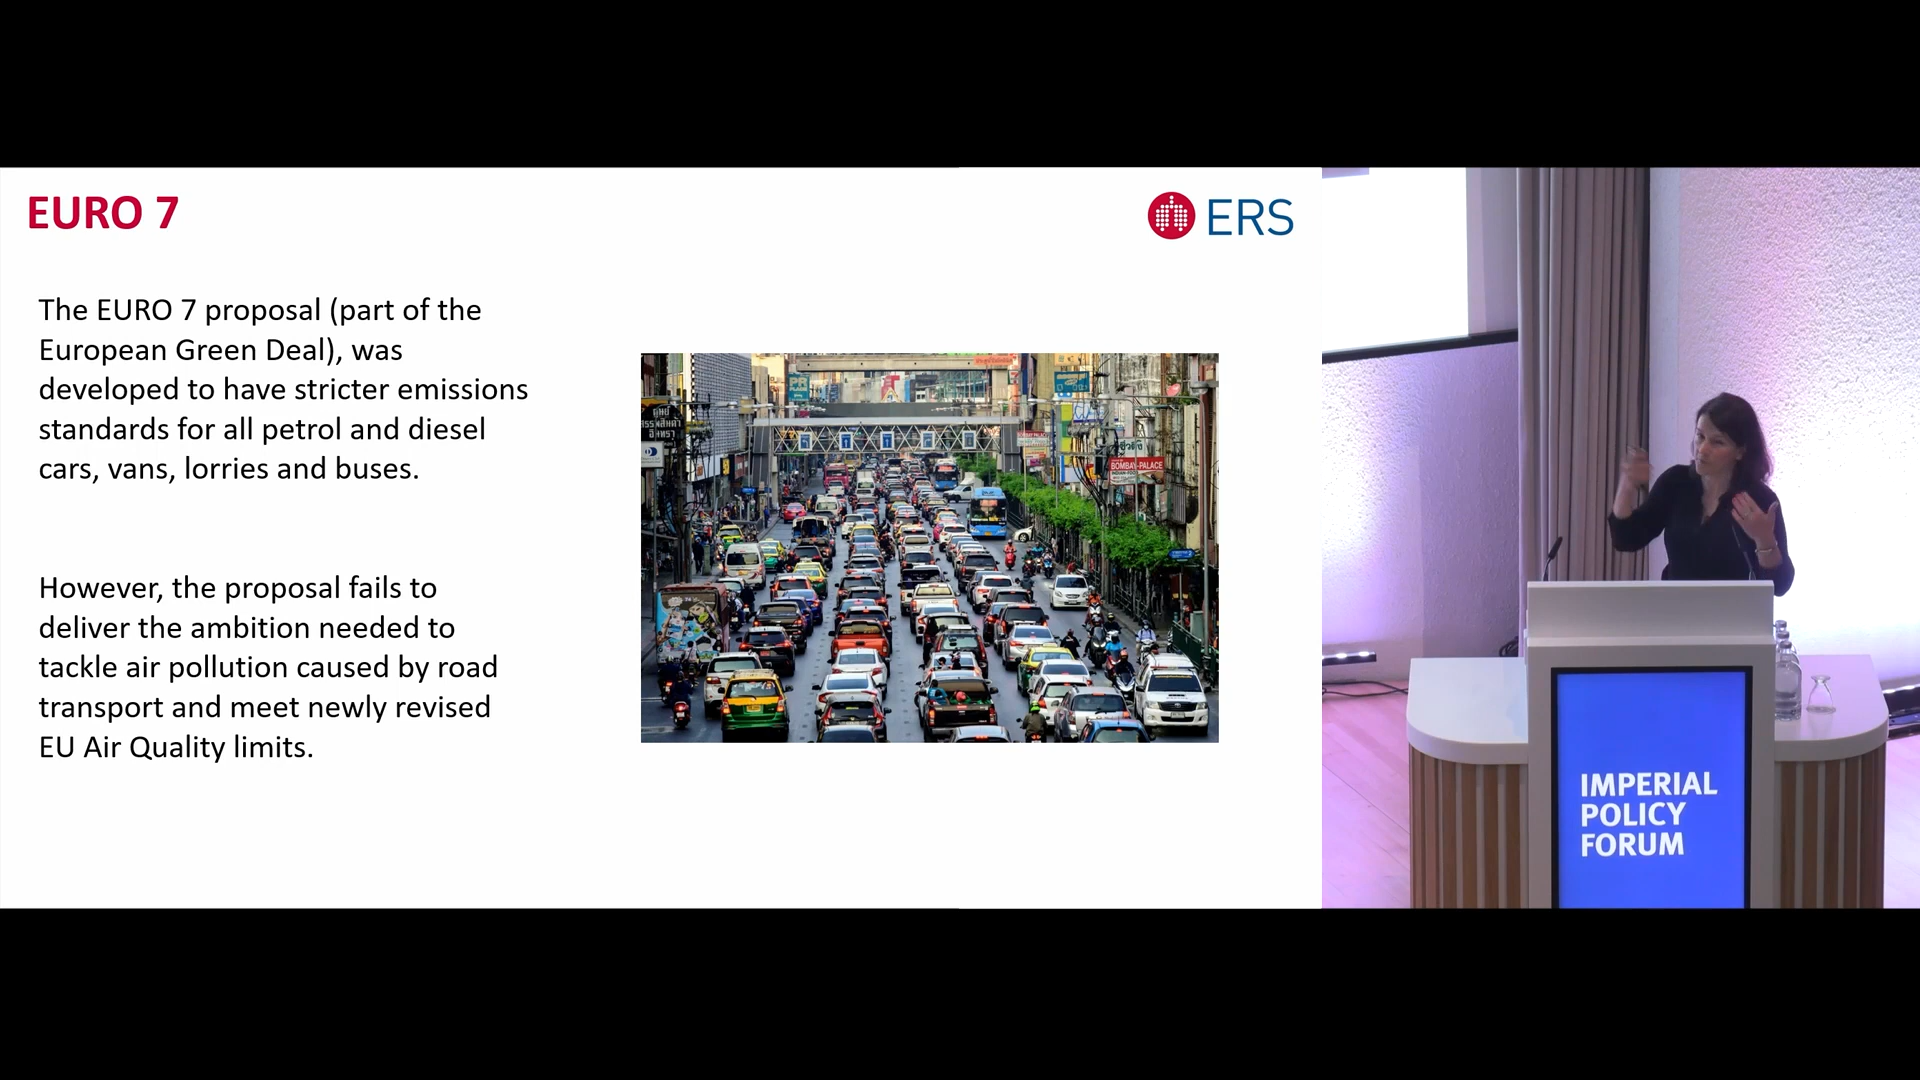 EURO 7
ERS
The EURO 7 proposal (part of the
European Green Deal), was
developed to have stricter emissions
standards for all petrol and diesel
cars, vans, lorries and buses.
However, the proposal fails to
deliver the ambition needed to
tackle air pollution caused by road
transport and meet newly revised
EU Air Quality limits.
PR
BOMBAY-PALACE
IMPERIAL
POLICY
FORUM